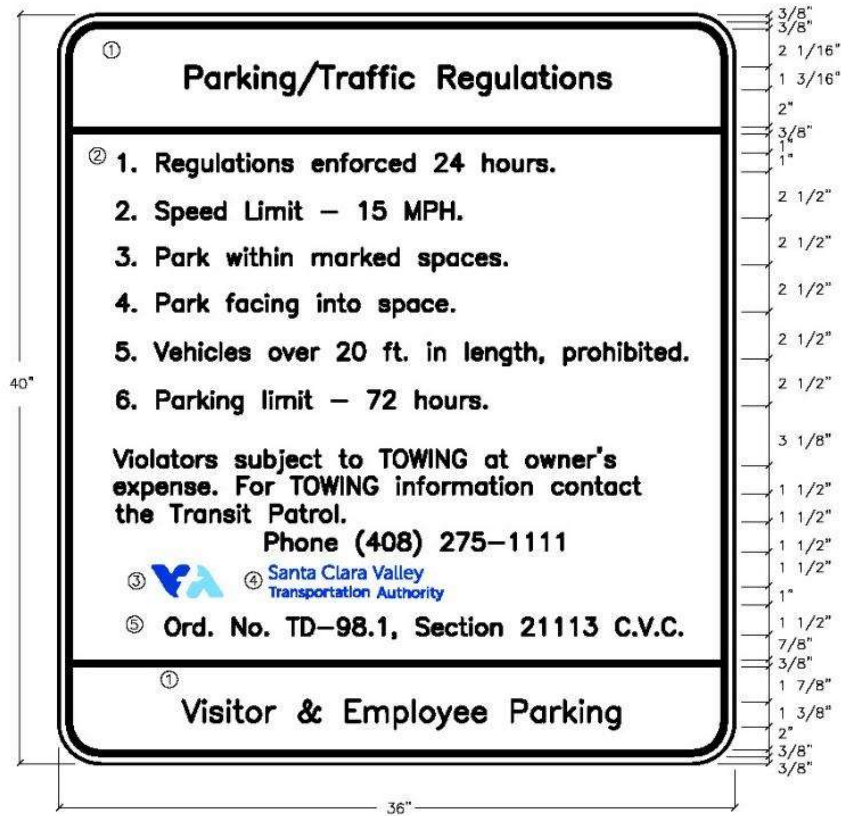 ① Parking/Traffic Regulations
② 1. Regulations enforced 24 hours.
2. Speed Limit – 15 MPH.
3. Park within marked spaces.
4. Park facing into space.
5. Vehicles over 20 ft. in length, prohibited.
6. Parking limit – 72 hours.
Violators subject to TOWING at owner's
expense. For TOWING information contact
the Transit Patrol.
Phone (408) 275–1111
③ VTA ④ Santa Clara Valley
Transportation Authority
⑤ Ord. No. TD–98.1, Section 21113 C.V.C.
①
Visitor & Employee Parking
40"
36"
3/8"
3/8"
2 1/16"
1 3/16"
2"
3/8"
1"
1"
2 1/2"
2 1/2"
2 1/2"
2 1/2"
2 1/2"
3 1/8"
1 1/2"
1 1/2"
1 1/2"
1 1/2"
1"
1 1/2"
7/8"
3/8"
1 7/8"
1 3/8"
2"
3/8"
3/8"